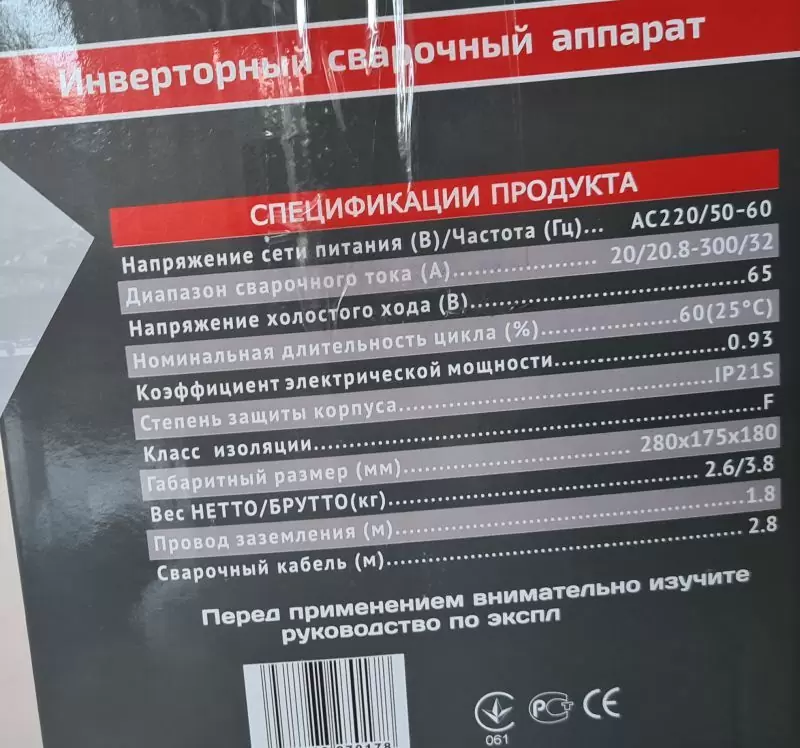 Инверторный сварочный аппарат
СПЕЦИФИКАЦИИ ПРОДУКТА
Напряжение сети питания (В)/Частота (Гц)... AC220/50-60
Диапазон сварочного тока (А)..................... 20/20.8-300/32
Напряжение холостого хода (В)........................................65
Номинальная длительность цикла (%)....................60(25°C)
Коэффициент электрической мощности.........................0.93
Степень защиты корпуса.............................................IP21S
Класс изоляции..............................................................F
Габаритный размер (мм)................................. 280x175x180
Вес НЕТТО/БРУТТО(кг).............................................. 2.6/3.8
Провод заземления (м)...................................................1.8
Сварочный кабель (м).................................................... 2.8
Перед применением внимательно изучите
руководство по экспл
РСТ CE
061